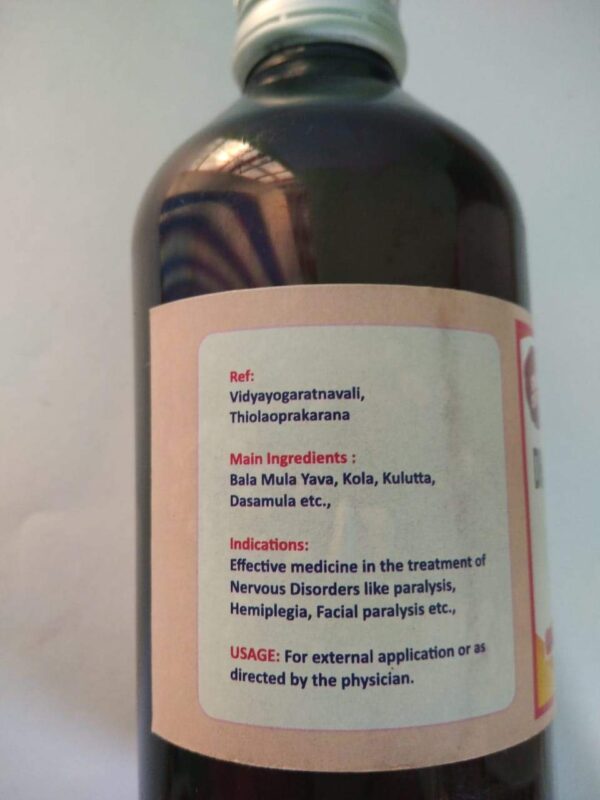 Ref:
Vidyayogaratnavali,
Thiolaoprakarana
Main Ingredients :
Bala Mula Yava, Kola, Kulutta,
Dasamula etc.,
Indications:
Effective medicine in the treatment of
Nervous Disorders like paralysis,
Hemiplegia, Facial paralysis etc.,
USAGE: For external application or as
directed by the physician.